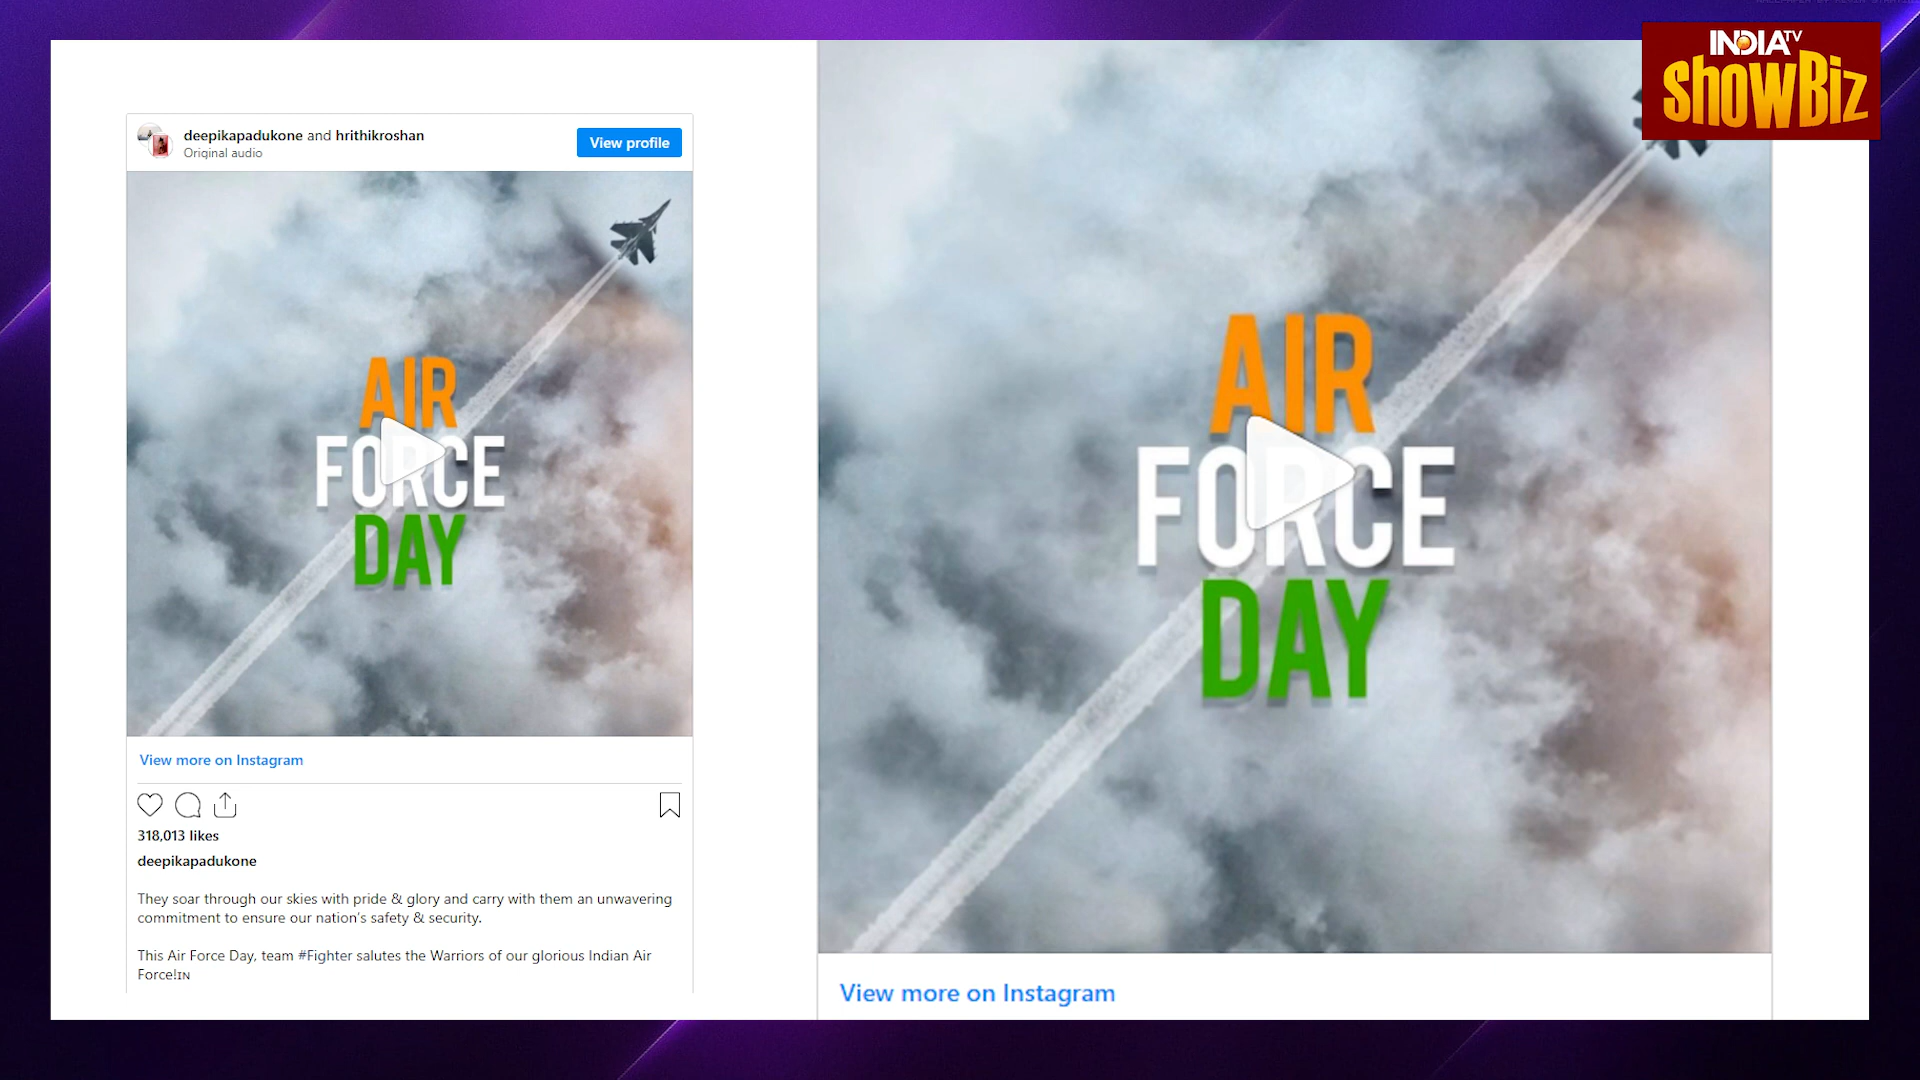 INDIA TV
ShowBiz
deepikapadukone and hrithikroshan
Original audio
View profile
AIR
FORCE
DAY
View more on Instagram
318,013 likes
deepikapadukone
They soar through our skies with pride & glory and carry with them an unwavering
commitment to ensure our nation's safety & security.
This Air Force Day, team #Fighter salutes the Warriors of our glorious Indian Air
Force!IN
AIR
FORCE
DAY
View more on Instagram